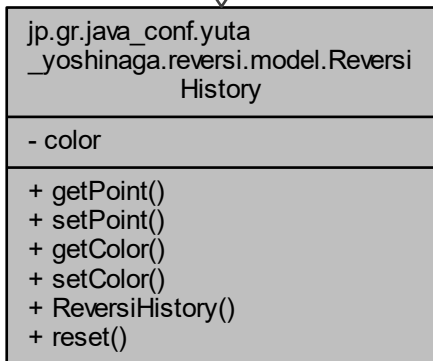 jp.gr.java_conf.yuta
_yoshinaga.reversi.model.Reversi
History
- color
+ getPoint()
+ setPoint()
+ getColor()
+ setColor()
+ ReversiHistory()
+ reset()